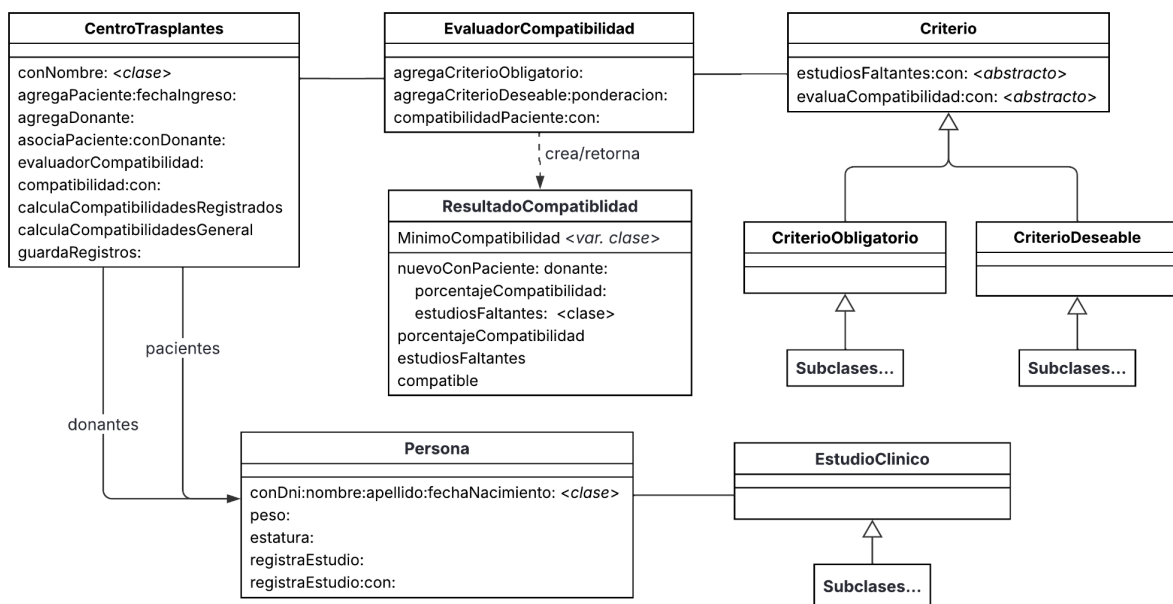 CentroTrasplantes
conNombre: <clase>
agregaPaciente:fechaIngreso:
agregaDonante:
asociaPaciente:conDonante:
evaluadorCompatibilidad:
compatibilidad:con:
calculaCompatibilidadesRegistrados
calculaCompatibilidadesGeneral
guardaRegistros:
EvaluadorCompatibilidad
agregaCriterioObligatorio:
agregaCriterioDeseable:ponderacion:
compatibilidadPaciente:con:
Criterio
estudiosFaltantes:con: <abstracto>
evaluaCompatibilidad:con: <abstracto>
crea/retorna
ResultadoCompatiblidad
MinimoCompatibilidad <var. clase>
nuevoConPaciente: donante:
porcentajeCompatibilidad:
estudiosFaltantes: <clase>
porcentajeCompatibilidad
estudiosFaltantes
compatible
CriterioObligatorio
CriterioDeseable
Subclases...
Subclases...
pacientes
donantes
Persona
conDni:nombre:apellido:fechaNacimiento: <clase>
peso:
estatura:
registraEstudio:
registraEstudio:con:
EstudioClinico
Subclases...